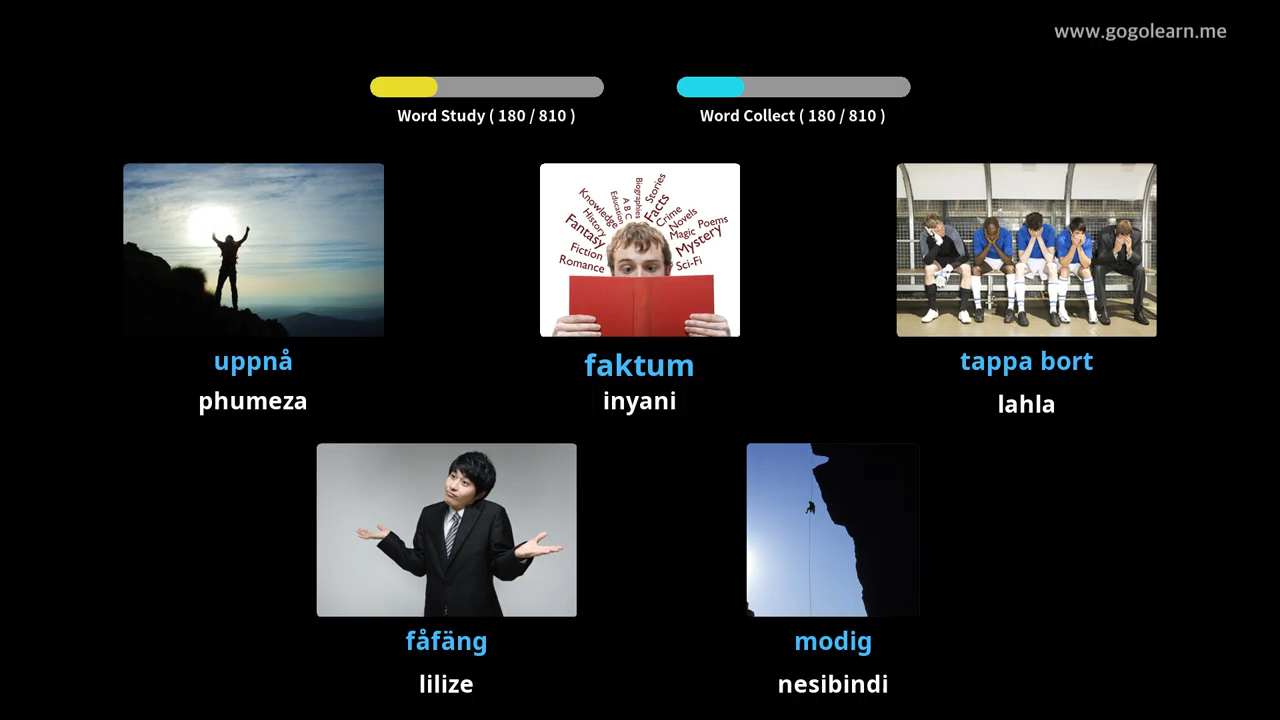 www.gogolearn.me
Word Study ( 180 / 810 )
Word Collect ( 180 / 810 )
Knowledge
Education
A B C
Biographies
Stories
Facts
History
Crime
Novels
Fantasy
Magic
Poems
Mystery
Fiction
Romance
Sci-Fi
uppnå
phumeza
faktum
inyani
tappa bort
lahla
fåfäng
lilize
modig
nesibindi